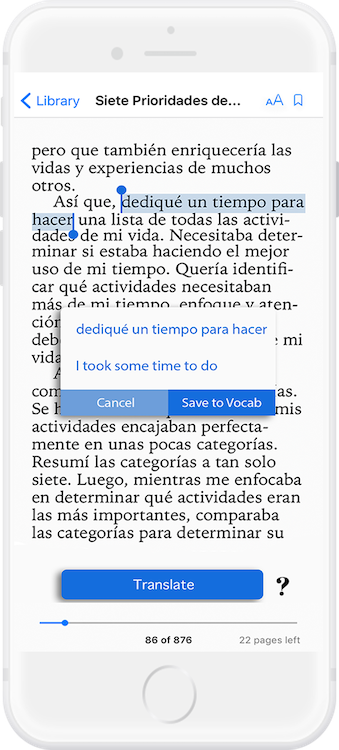 Library
Siete Prioridades de...
AA
pero que también enriquecería las
vidas y experiencias de muchos
otros.
Así que, dediqué un tiempo para
hacer una lista de todas las activi-
dades de mi vida. Necesitaba deter-
minar si estaba haciendo el mejor
uso de mi tiempo. Quería identifi-
car qué actividades necesitaban
más de mi tiempo, enfoque y aten-
ción
deb
e mi
vida
dediqué un tiempo para hacer
I took some time to do
Cancel
Save to Vocab
A
com
as.
Se h
mis
actividades encajaban perfecta-
mente en unas pocas categorías.
Resumí las categorías a tan solo
siete. Luego, mientras me enfocaba
en determinar qué actividades eran
las más importantes, comparaba
las categorías para determinar su
Translate
?
86 of 876
22 pages left